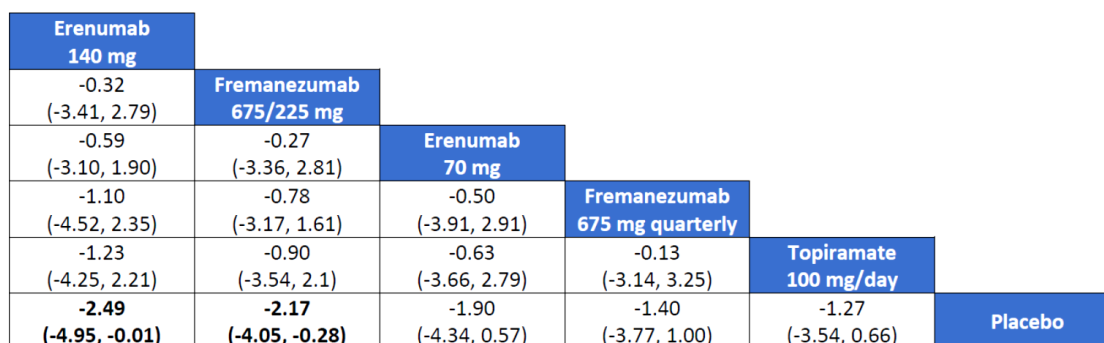 Erenumab
140 mg
-0.32 Fremanezumab
(-3.41, 2.79) 675/225 mg
-0.59 -0.27 Erenumab
(-3.10, 1.90) (-3.36, 2.81) 70 mg
-1.10 -0.78 -0.50 Fremanezumab
(-4.52, 2.35) (-3.17, 1.61) (-3.91, 2.91) 675 mg quarterly
-1.23 -0.90 -0.63 -0.13 Topiramate
(-4.25, 2.21) (-3.54, 2.1) (-3.66, 2.79) (-3.14, 3.25) 100 mg/day
-2.49 -2.17 -1.90 -1.40 -1.27 Placebo
(-4.95, -0.01) (-4.05, -0.28) (-4.34, 0.57) (-3.77, 1.00) (-3.54, 0.66)